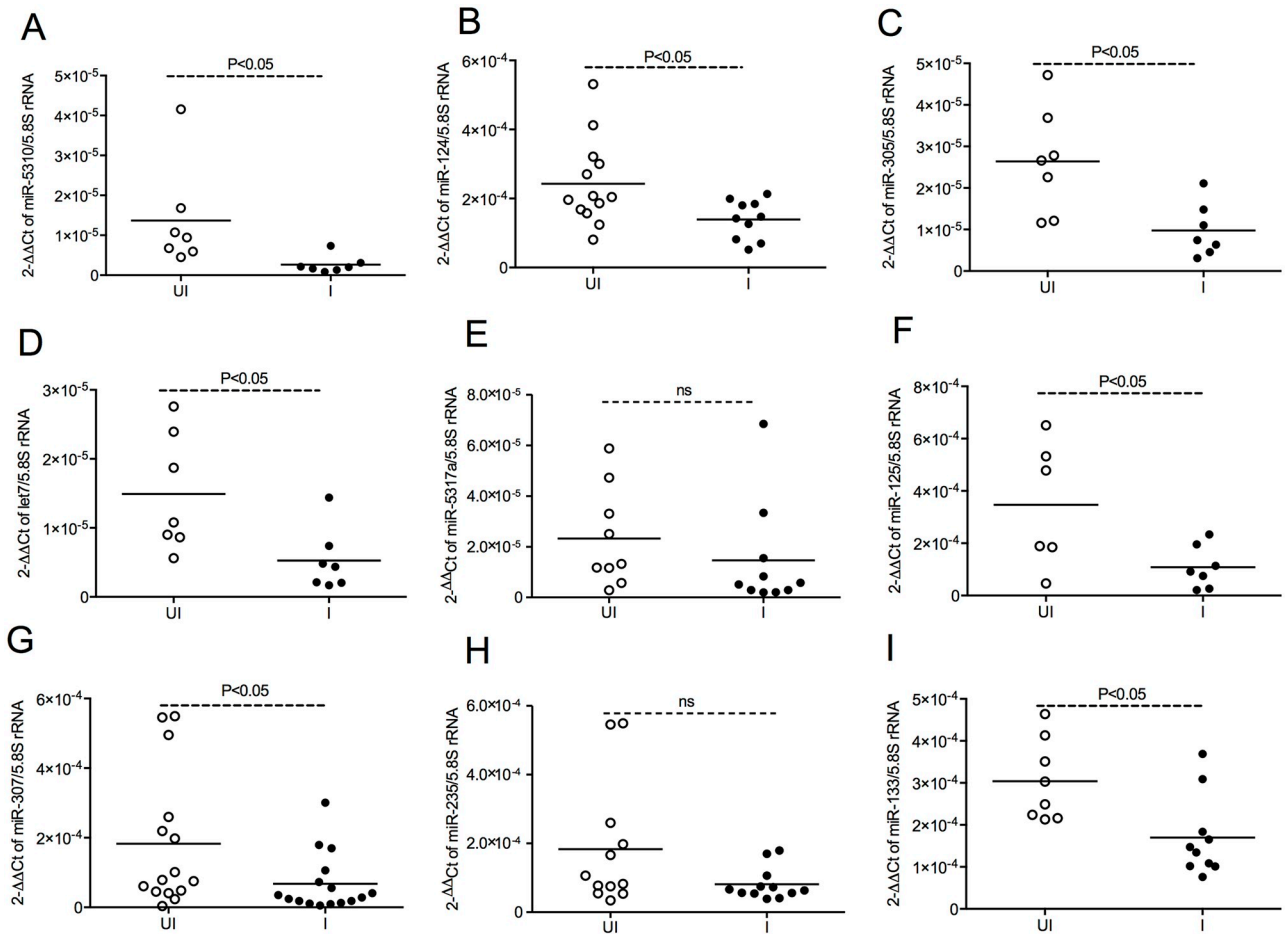 A
P<0.05
2-ΔΔCt of miR-5310/5.8S rRNA
5×10-5
4×10-5
3×10-5
2×10-5
1×10-5
0
UI I
B
P<0.05
2-ΔΔCt of miR-124/5.8S rRNA
6×10-4
4×10-4
2×10-4
0
UI I
C
P<0.05
2-ΔΔCt of miR-305/5.8S rRNA
5×10-5
4×10-5
3×10-5
2×10-5
1×10-5
0
UI I
D
P<0.05
2-ΔΔCt of let7/5.8S rRNA
3×10-5
2×10-5
1×10-5
0
UI I
E
ns
2-ΔΔCt of miR-5317a/5.8S rRNA
8.0×10-5
6.0×10-5
4.0×10-5
2.0×10-5
0
UI I
F
P<0.05
2-ΔΔCt of miR-125/5.8S rRNA
8×10-4
6×10-4
4×10-4
2×10-4
0
UI I
G
P<0.05
2-ΔΔCt of miR-307/5.8S rRNA
6×10-4
4×10-4
2×10-4
0
UI I
H
ns
2-ΔΔCt of miR-235/5.8S rRNA
6.0×10-4
4.0×10-4
2.0×10-4
0
UI I
I
P<0.05
2-ΔΔCt of miR-133/5.8S rRNA
5×10-4
4×10-4
3×10-4
2×10-4
1×10-4
0
UI I